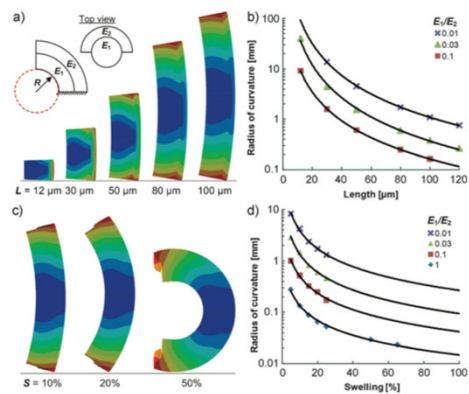 a)
Top view
E₂
E₁
E₁ E₂
R
L = 12 µm 30 µm 50 µm 80 µm 100 µm
b)
E₁/E₂
0.01
0.03
0.1
Radius of curvature [mm]
100
10
1
0.1
0 20 40 60 80 100 120
Length [µm]
c)
S = 10% 20% 50%
d)
E₁/E₂
0.01
0.03
0.1
1
Radius of curvature [mm]
10
1
0.1
0.01
0 20 40 60 80 100
Swelling [%]